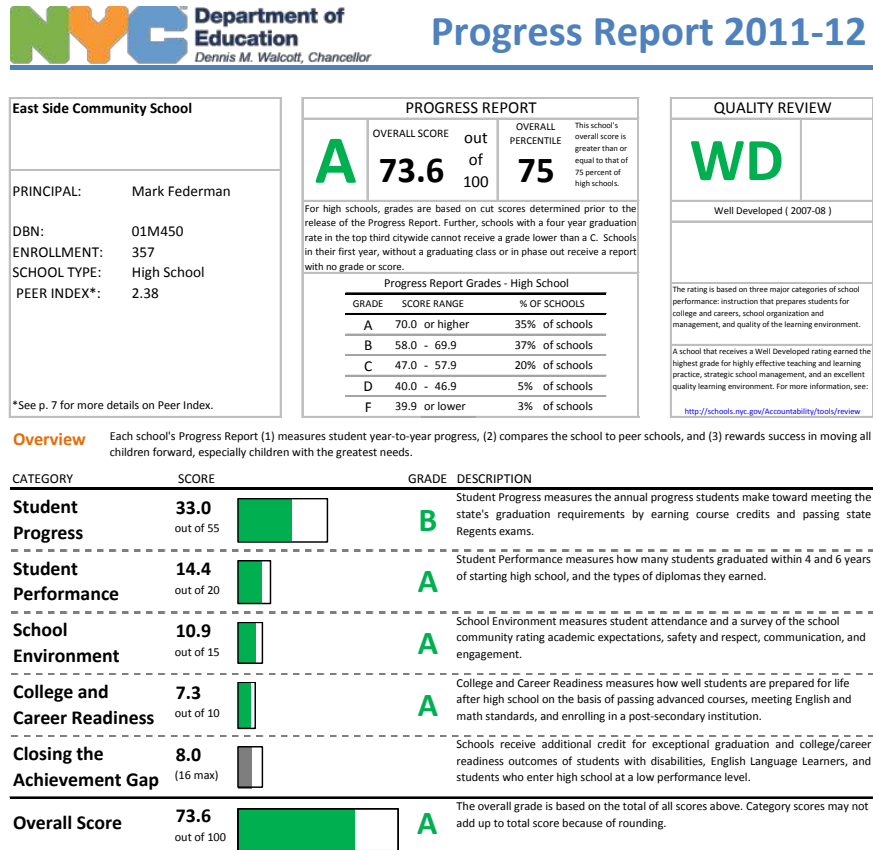 NYC
Department of
Education
Dennis M. Walcott, Chancellor
Progress Report 2011-12
East Side Community School
PRINCIPAL: Mark Federman
DBN: 01M450
ENROLLMENT: 357
SCHOOL TYPE: High School
PEER INDEX*: 2.38
*See p. 7 for more details on Peer Index.
PROGRESS REPORT
A
OVERALL SCORE
73.6
out
of
100
OVERALL
PERCENTILE
75
This school's
overall score is
greater than or
equal to that of
75 percent of
high schools.
For high schools, grades are based on cut scores determined prior to the
release of the Progress Report. Further, schools with a four year graduation
rate in the top third citywide cannot receive a grade lower than a C. Schools
in their first year, without a graduating class or in phase out receive a report
with no grade or score.
Progress Report Grades - High School
GRADE SCORE RANGE % OF SCHOOLS
A 70.0 or higher 35% of schools
B 58.0 - 69.9 37% of schools
C 47.0 - 57.9 20% of schools
D 40.0 - 46.9 5% of schools
F 39.9 or lower 3% of schools
QUALITY REVIEW
WD
Well Developed ( 2007-08 )
The rating is based on three major categories of school
performance: instruction that prepares students for
college and careers, school organization and
management, and quality of the learning environment.
A school that receives a Well Developed rating earned the
highest grade for highly effective teaching and learning
practice, strategic school management, and an excellent
quality learning environment. For more information, see:
http://schools.nyc.gov/Accountability/tools/review
Overview
Each school's Progress Report (1) measures student year-to-year progress, (2) compares the school to peer schools, and (3) rewards success in moving all
children forward, especially children with the greatest needs.
CATEGORY SCORE GRADE DESCRIPTION
Student
Progress
33.0
out of 55
B
Student Progress measures the annual progress students make toward meeting the
state's graduation requirements by earning course credits and passing state
Regents exams.
Student
Performance
14.4
out of 20
A
Student Performance measures how many students graduated within 4 and 6 years
of starting high school, and the types of diplomas they earned.
School
Environment
10.9
out of 15
A
School Environment measures student attendance and a survey of the school
community rating academic expectations, safety and respect, communication, and
engagement.
College and
Career Readiness
7.3
out of 10
A
College and Career Readiness measures how well students are prepared for life
after high school on the basis of passing advanced courses, meeting English and
math standards, and enrolling in a post-secondary institution.
Closing the
Achievement Gap
8.0
(16 max)
Schools receive additional credit for exceptional graduation and college/career
readiness outcomes of students with disabilities, English Language Learners, and
students who enter high school at a low performance level.
Overall Score
73.6
out of 100
A
The overall grade is based on the total of all scores above. Category scores may not
add up to total score because of rounding.